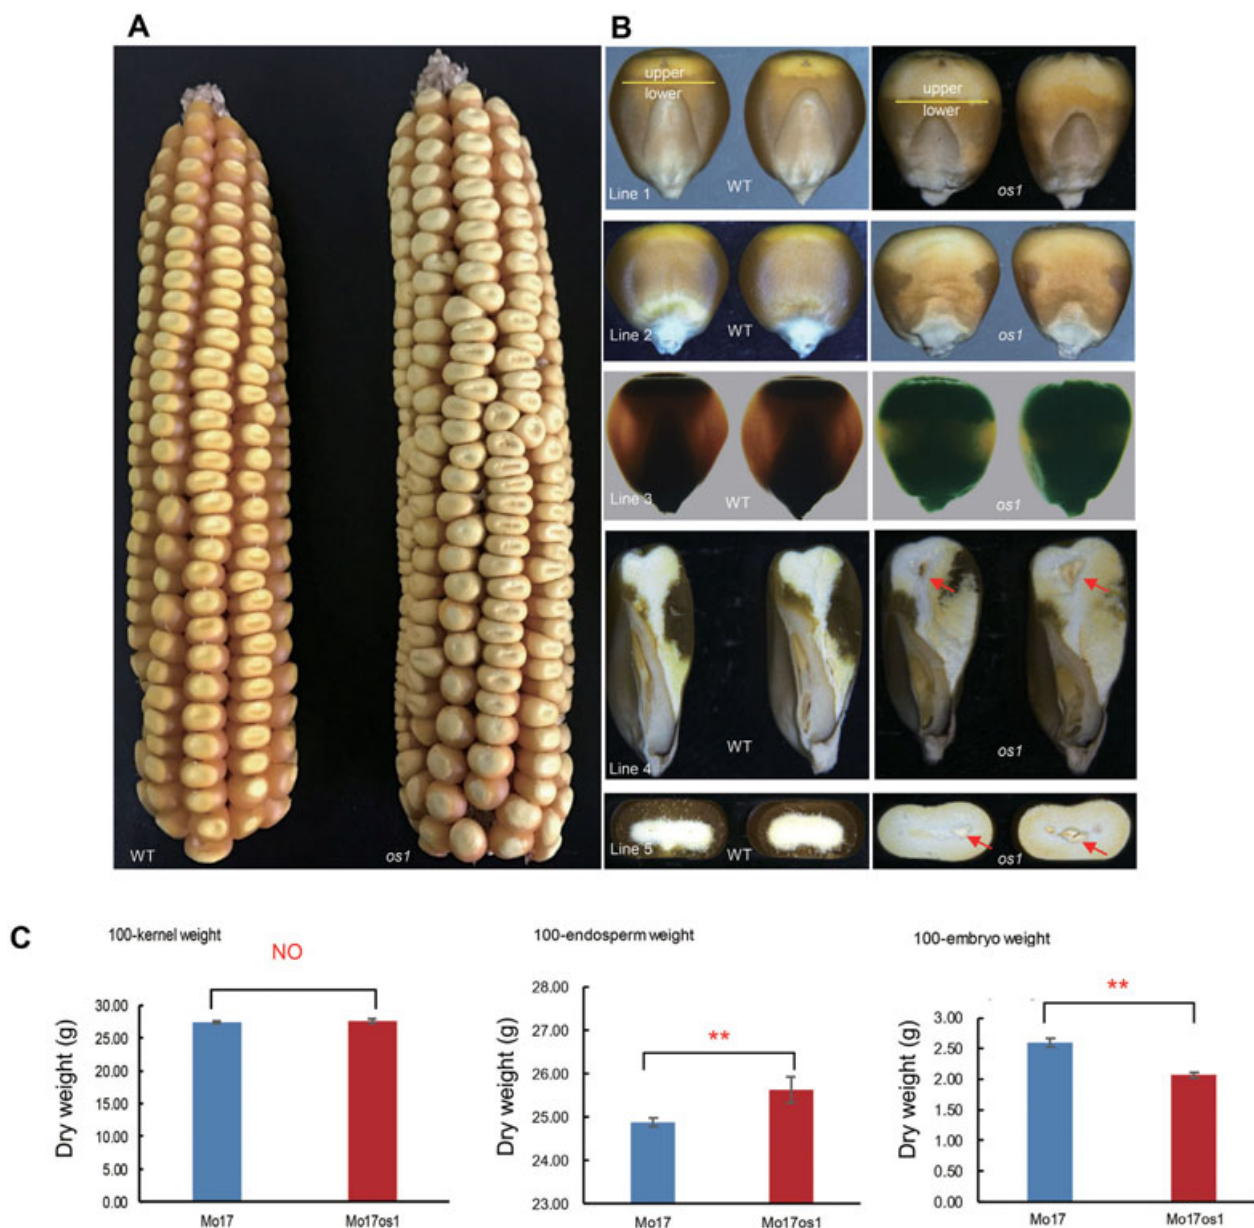 A
B
WT
os1
upper
lower
Line 1
WT
os1
Line 2
WT
os1
Line 3
WT
os1
Line 4
WT
os1
Line 5
WT
os1
C
100-kernel weight
NO
Dry weight (g)
30.00
25.00
20.00
15.00
10.00
5.00
0.00
Mo17
Mo17os1
100-endosperm weight
**
Dry weight (g)
28.00
27.00
26.00
25.00
24.00
23.00
Mo17
Mo17os1
100-embryo weight
**
Dry weight (g)
3.00
2.50
2.00
1.50
1.00
0.50
0.00
Mo17
Mo17os1
upper
lower